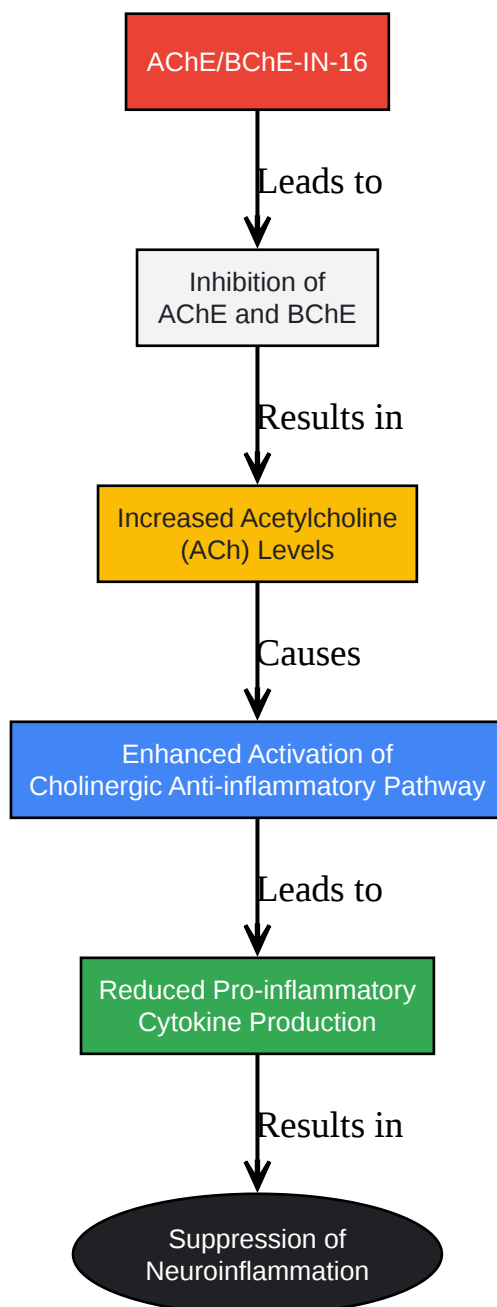 AChE/BChE-IN-16
Leads to
Inhibition of
AChE and BChE
Results in
Increased Acetylcholine
(ACh) Levels
Causes
Enhanced Activation of
Cholinergic Anti-inflammatory Pathway
Leads to
Reduced Pro-inflammatory
Cytokine Production
Results in
Suppression of
Neuroinflammation